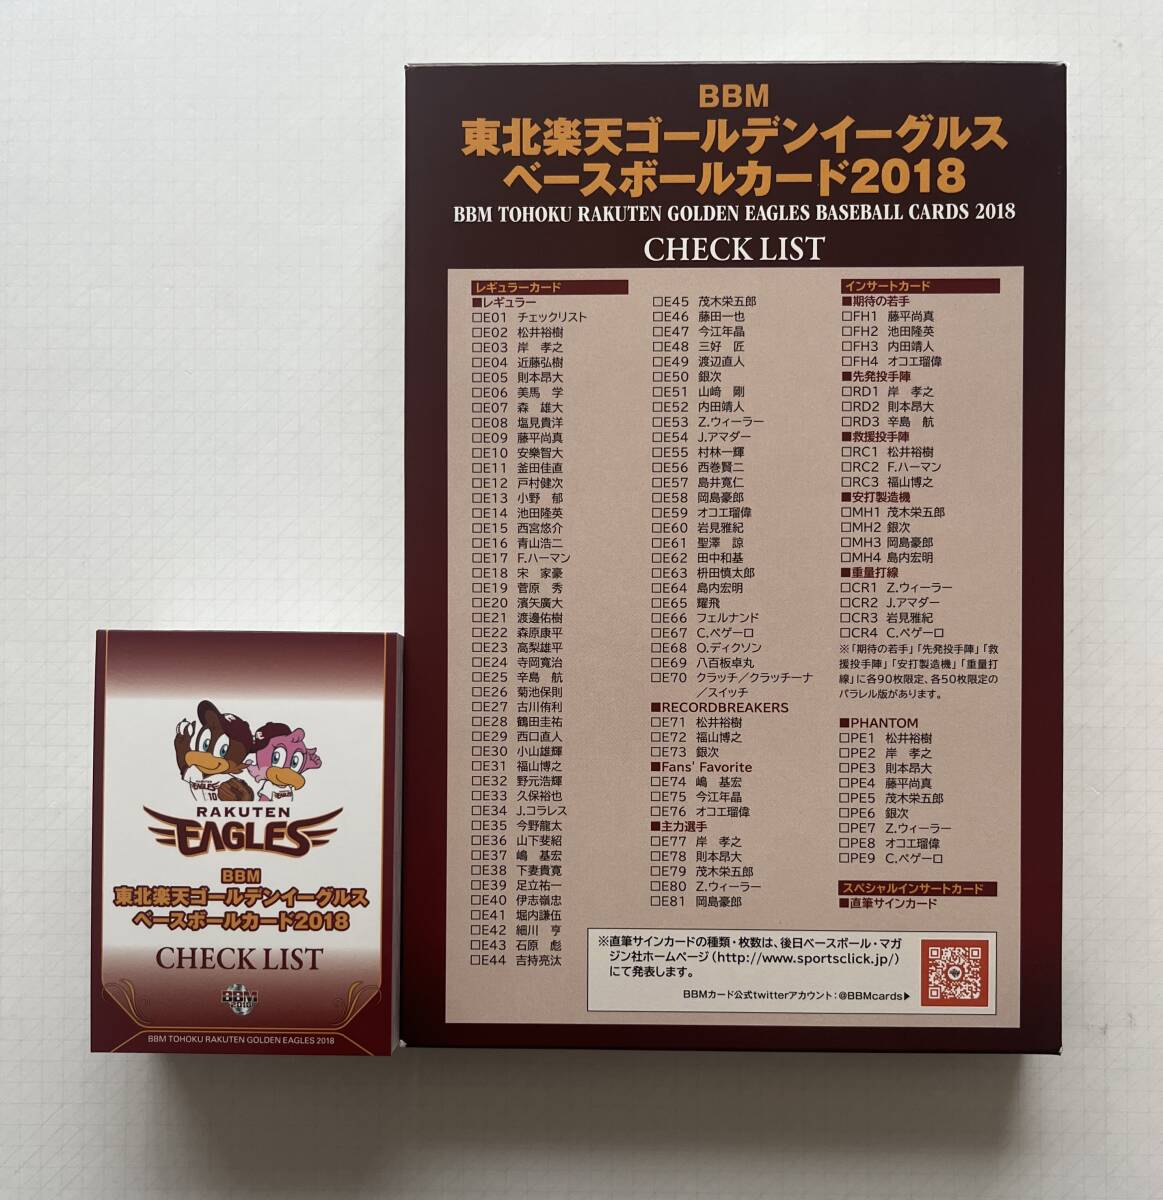 BBM
東北楽天ゴールデンイーグルス
ベースボールカード2018
BBM TOHOKU RAKUTEN GOLDEN EAGLES BASEBALL CARDS 2018
CHECK LIST
レギュラーカード
■レギュラー
□E01 チェックリスト
□E02 松井裕樹
□E03 岸 孝之
□E04 近藤弘樹
□E05 則本昂大
□E06 美馬 学
□E07 森 雄大
□E08 塩見貴洋
□E09 藤平尚真
□E10 安樂智大
□E11 釜田佳直
□E12 戸村健次
□E13 小野 郁
□E14 池田隆英
□E15 西宮悠介
□E16 青山浩二
□E17 F.ハーマン
□E18 宋 家豪
□E19 菅原 秀
□E20 濱矢廣大
□E21 渡邊佑樹
□E22 森原康平
□E23 高梨雄平
□E24 寺岡寛治
□E25 辛島 航
□E26 菊池保則
□E27 古川侑利
□E28 鶴田圭祐
□E29 西口直人
□E30 小山雄輝
□E31 福山博之
□E32 野元浩輝
□E33 久保裕也
□E34 J.コラレス
□E35 今野龍太
□E36 山下斐紹
□E37 嶋 基宏
□E38 下妻貴寛
□E39 足立祐一
□E40 伊志嶺忠
□E41 堀内謙伍
□E42 細川 亨
□E43 石原 彪
□E44 吉持亮汰
□E45 茂木栄五郎
□E46 藤田一也
□E47 今江年晶
□E48 三好 匠
□E49 渡辺直人
□E50 銀次
□E51 山﨑 剛
□E52 内田靖人
□E53 Z.ウィーラー
□E54 J.アマダー
□E55 村林一輝
□E56 西巻賢二
□E57 島井寛仁
□E58 岡島豪郎
□E59 オコエ瑠偉
□E60 岩見雅紀
□E61 聖澤 諒
□E62 田中和基
□E63 枡田慎太郎
□E64 島内宏明
□E65 耀飛
□E66 フェルナンド
□E67 C.ペゲーロ
□E68 O.ディクソン
□E69 八百板卓丸
□E70 クラッチ／クラッチーナ
／スイッチ
■RECORDBREAKERS
□E71 松井裕樹
□E72 福山博之
□E73 銀次
■Fans' Favorite
□E74 嶋 基宏
□E75 今江年晶
□E76 オコエ瑠偉
■主力選手
□E77 岸 孝之
□E78 則本昂大
□E79 茂木栄五郎
□E80 Z.ウィーラー
□E81 岡島豪郎
インサートカード
■期待の若手
□FH1 藤平尚真
□FH2 池田隆英
□FH3 内田靖人
□FH4 オコエ瑠偉
■先発投手陣
□RD1 岸 孝之
□RD2 則本昂大
□RD3 辛島 航
■救援投手陣
□RC1 松井裕樹
□RC2 F.ハーマン
□RC3 福山博之
■安打製造機
□MH1 茂木栄五郎
□MH2 銀次
□MH3 岡島豪郎
□MH4 島内宏明
■重量打線
□CR1 Z.ウィーラー
□CR2 J.アマダー
□CR3 岩見雅紀
□CR4 C.ペゲーロ
※「期待の若手」「先発投手陣」「救
援投手陣」「安打製造機」「重量打
線」に各90枚限定、各50枚限定の
パラレル版があります。
■PHANTOM
□PE1 松井裕樹
□PE2 岸 孝之
□PE3 則本昂大
□PE4 藤平尚真
□PE5 茂木栄五郎
□PE6 銀次
□PE7 Z.ウィーラー
□PE8 オコエ瑠偉
□PE9 C.ペゲーロ
スペシャルインサートカード
■直筆サインカード
※直筆サインカードの種類・枚数は、後日ベースボール・マガ
ジン社ホームページ（http://www.sportsclick.jp/）
にて発表します。
BBMカード公式twitterアカウント：@BBMcards▶
EAGLES
10
RAKUTEN
EAGLES
BBM
東北楽天ゴールデンイーグルス
ベースボールカード2018
CHECK LIST
BBM
2018
BBM TOHOKU RAKUTEN GOLDEN EAGLES 2018